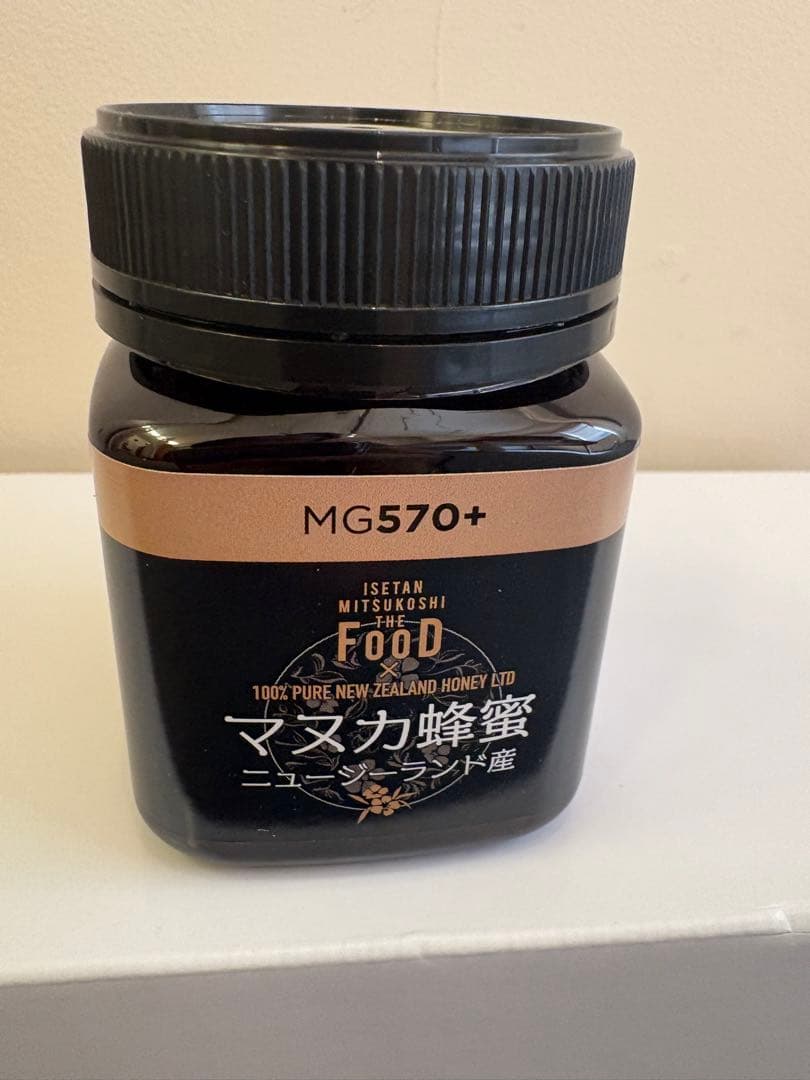 MG570+
ISETAN
MITSUKOSHI
THE
FooD
×
100% PURE NEW ZEALAND HONEY LTD
マヌカ蜂蜜
ニュージーランド産